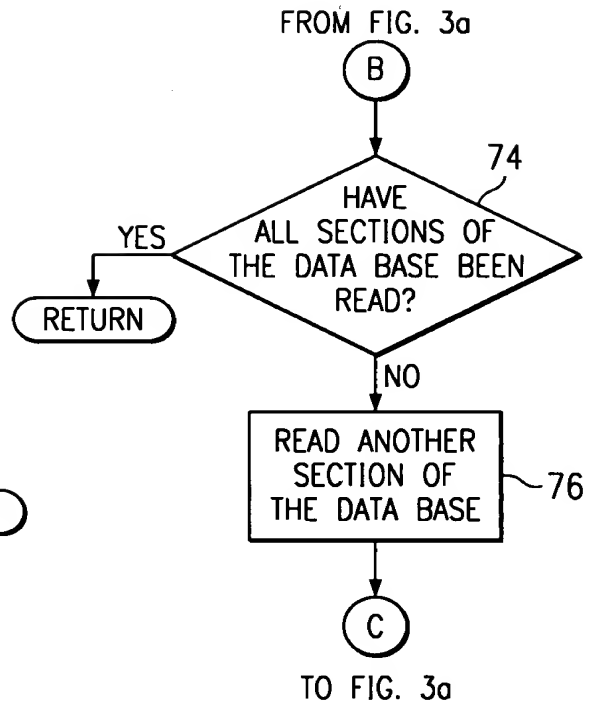 FROM FIG. 3a
B
74
HAVE
ALL SECTIONS OF
THE DATA BASE BEEN
READ?
YES
RETURN
NO
READ ANOTHER
SECTION OF
THE DATA BASE
76
C
TO FIG. 3a